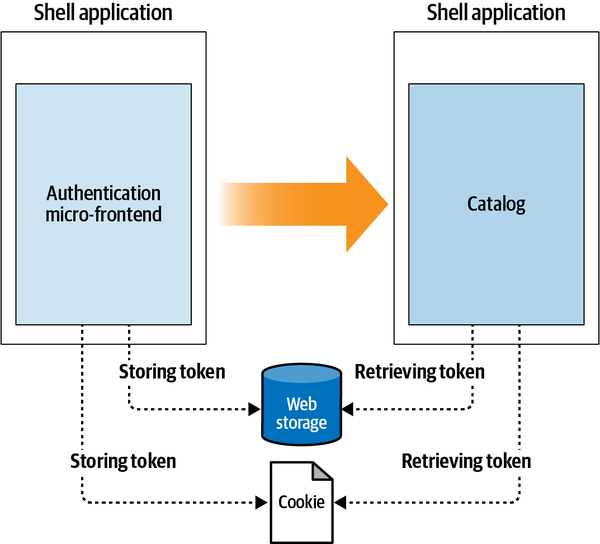 Shell application
Shell application
Authentication
micro-frontend
Catalog
Storing token
Retrieving token
Web
storage
Storing token
Retrieving token
Cookie